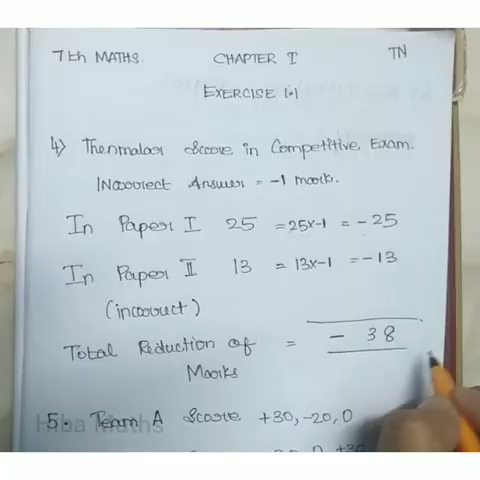 7th MATHS CHAPTER I TN
EXERCISE 1.1
4) Thenmalar Score in Competitive Exam.
INcorrect Answer = -1 mark.
In Paper I 25 = 25x-1 = -25
In Paper II 13 = 13x-1 = -13
(incorrect)
Total Reduction of = - 38
Marks
5. Team A Score +30, -20, 0
Hiba Maths